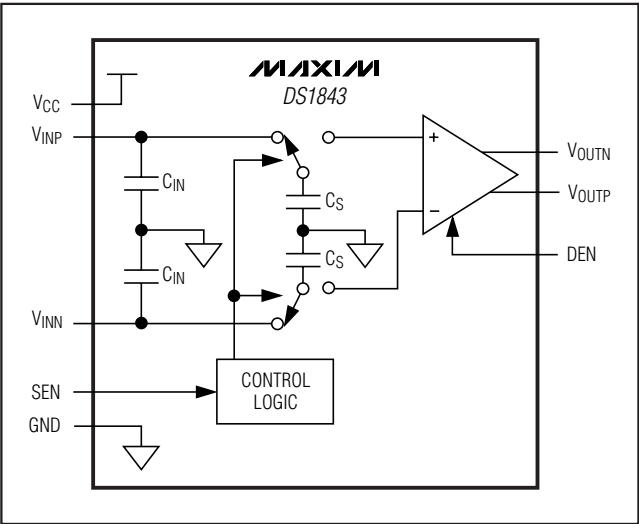 MAXIM
DS1843
VCC
VINP
CIN
CS
+
−
VOUTN
VOUTP
DEN
CIN
CS
VINN
SEN
CONTROL
LOGIC
GND